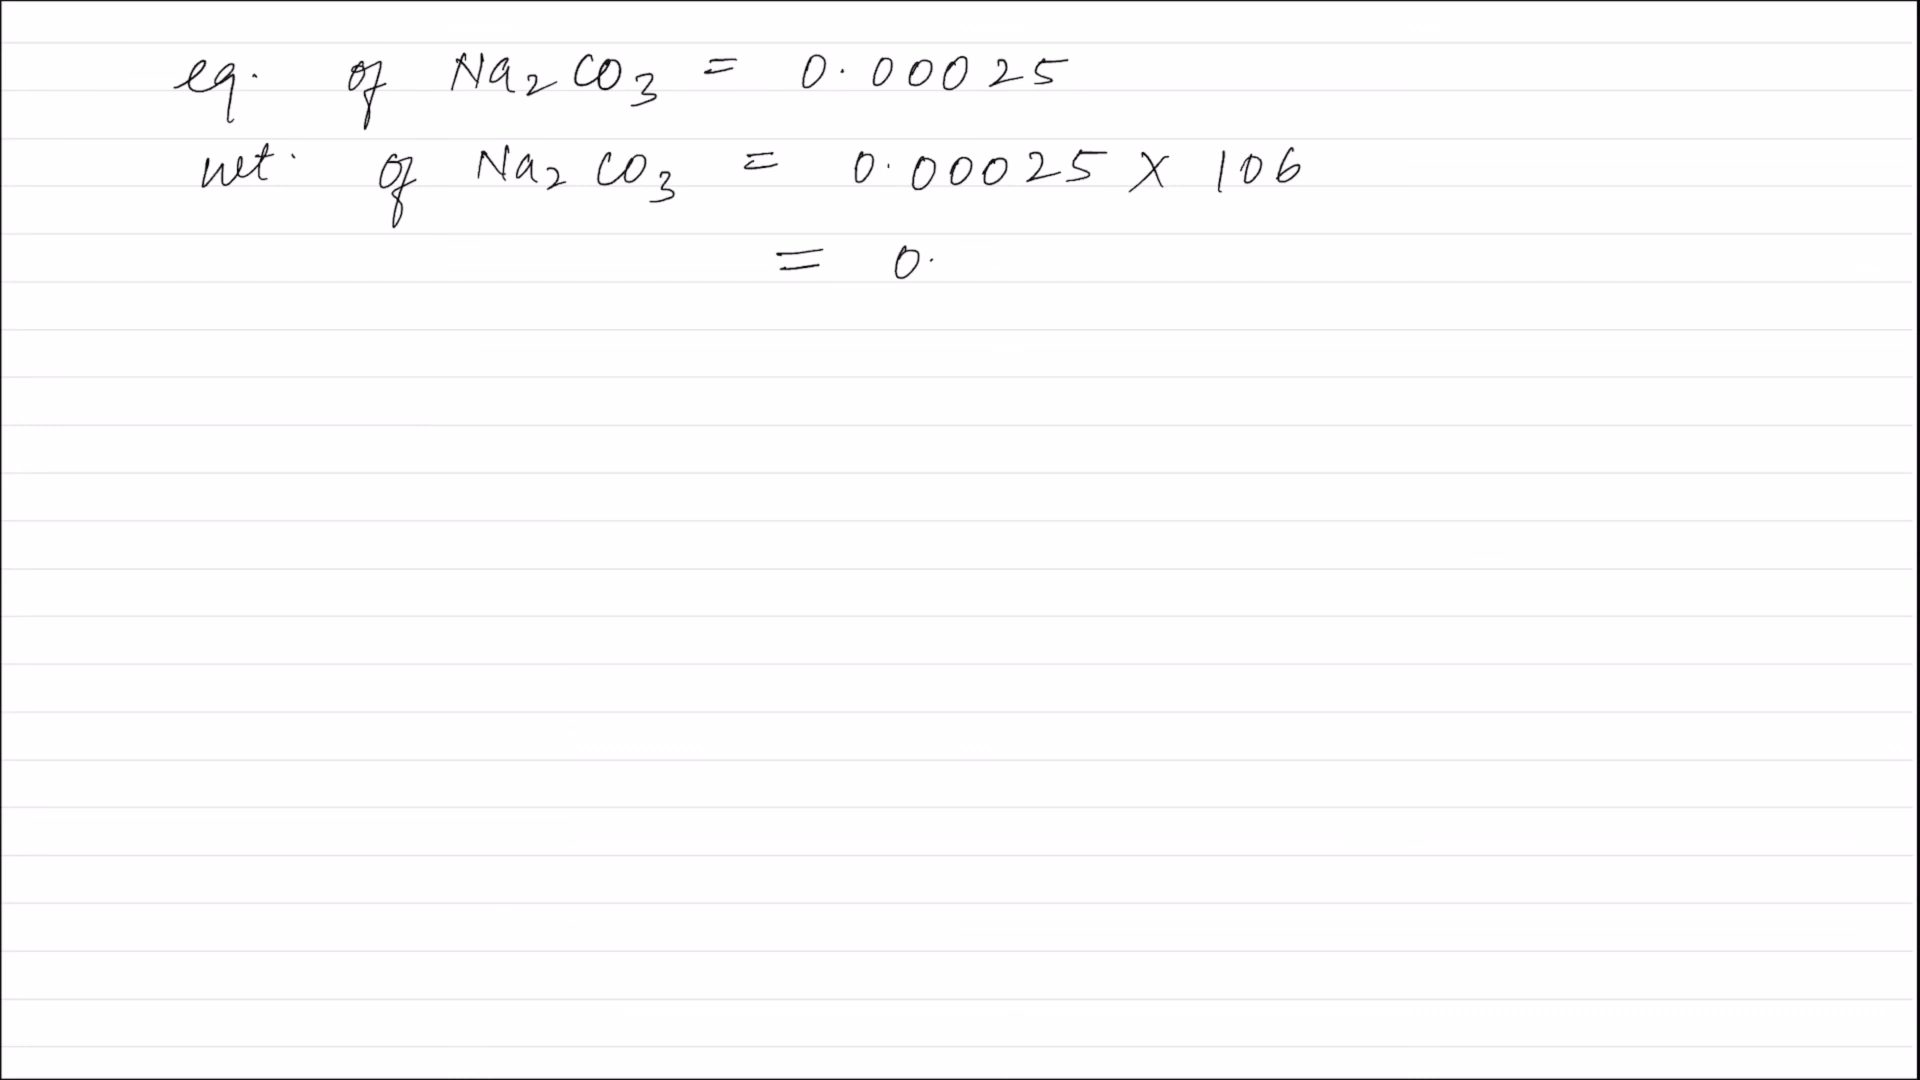 eq. of Na₂CO₃ = 0.00025
wt. of Na₂CO₃ = 0.00025 × 106
= 0.